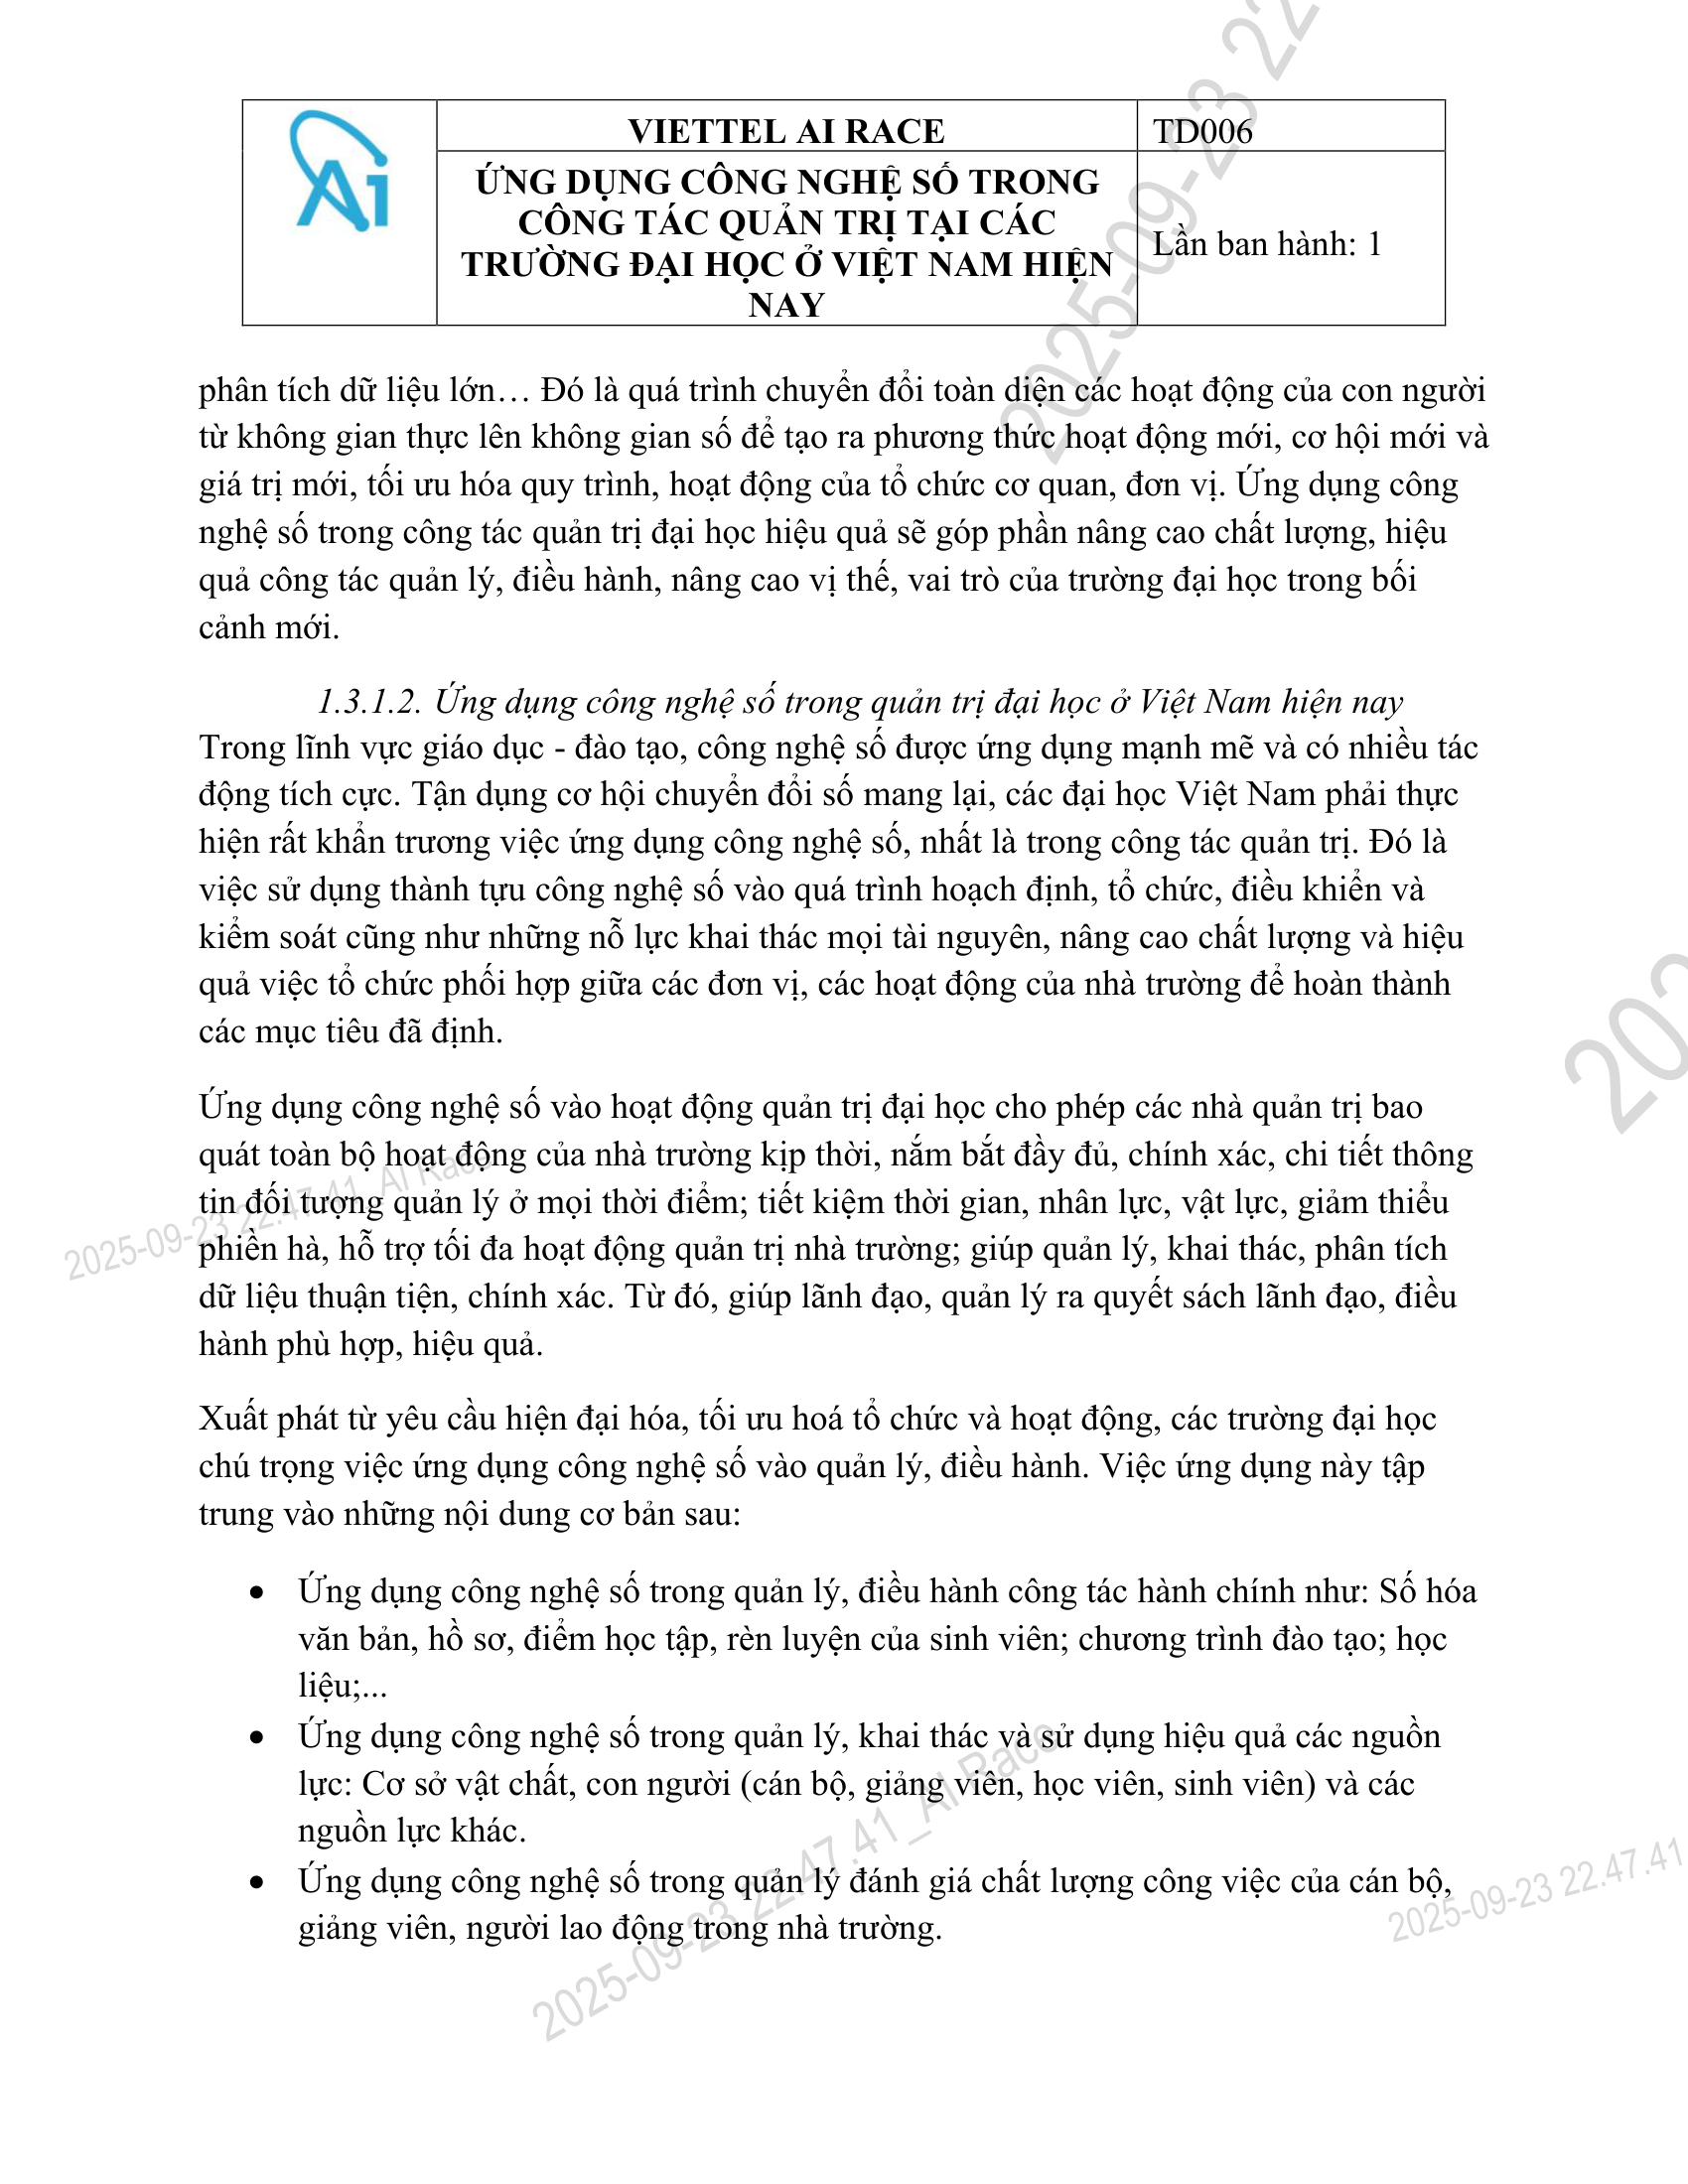 Ai
VIETTEL AI RACE
TD006
ỨNG DỤNG CÔNG NGHỆ SỐ TRONG
CÔNG TÁC QUẢN TRỊ TẠI CÁC
TRƯỜNG ĐẠI HỌC Ở VIỆT NAM HIỆN
NAY
Lần ban hành: 1
phân tích dữ liệu lớn… Đó là quá trình chuyển đổi toàn diện các hoạt động của con người
từ không gian thực lên không gian số để tạo ra phương thức hoạt động mới, cơ hội mới và
giá trị mới, tối ưu hóa quy trình, hoạt động của tổ chức cơ quan, đơn vị. Ứng dụng công
nghệ số trong công tác quản trị đại học hiệu quả sẽ góp phần nâng cao chất lượng, hiệu
quả công tác quản lý, điều hành, nâng cao vị thế, vai trò của trường đại học trong bối
cảnh mới.
1.3.1.2. Ứng dụng công nghệ số trong quản trị đại học ở Việt Nam hiện nay
Trong lĩnh vực giáo dục - đào tạo, công nghệ số được ứng dụng mạnh mẽ và có nhiều tác
động tích cực. Tận dụng cơ hội chuyển đổi số mang lại, các đại học Việt Nam phải thực
hiện rất khẩn trương việc ứng dụng công nghệ số, nhất là trong công tác quản trị. Đó là
việc sử dụng thành tựu công nghệ số vào quá trình hoạch định, tổ chức, điều khiển và
kiểm soát cũng như những nỗ lực khai thác mọi tài nguyên, nâng cao chất lượng và hiệu
quả việc tổ chức phối hợp giữa các đơn vị, các hoạt động của nhà trường để hoàn thành
các mục tiêu đã định.
Ứng dụng công nghệ số vào hoạt động quản trị đại học cho phép các nhà quản trị bao
quát toàn bộ hoạt động của nhà trường kịp thời, nắm bắt đầy đủ, chính xác, chi tiết thông
tin đối tượng quản lý ở mọi thời điểm; tiết kiệm thời gian, nhân lực, vật lực, giảm thiểu
phiền hà, hỗ trợ tối đa hoạt động quản trị nhà trường; giúp quản lý, khai thác, phân tích
dữ liệu thuận tiện, chính xác. Từ đó, giúp lãnh đạo, quản lý ra quyết sách lãnh đạo, điều
hành phù hợp, hiệu quả.
Xuất phát từ yêu cầu hiện đại hóa, tối ưu hoá tổ chức và hoạt động, các trường đại học
chú trọng việc ứng dụng công nghệ số vào quản lý, điều hành. Việc ứng dụng này tập
trung vào những nội dung cơ bản sau:
• Ứng dụng công nghệ số trong quản lý, điều hành công tác hành chính như: Số hóa
văn bản, hồ sơ, điểm học tập, rèn luyện của sinh viên; chương trình đào tạo; học
liệu;...
• Ứng dụng công nghệ số trong quản lý, khai thác và sử dụng hiệu quả các nguồn
lực: Cơ sở vật chất, con người (cán bộ, giảng viên, học viên, sinh viên) và các
nguồn lực khác.
• Ứng dụng công nghệ số trong quản lý đánh giá chất lượng công việc của cán bộ,
giảng viên, người lao động trong nhà trường.
2025-09-23 22
202
2025-09-23 22.47.41_AI Race
2025-09-23 22.47.41_AI Race
2025-09-23 22.47.41